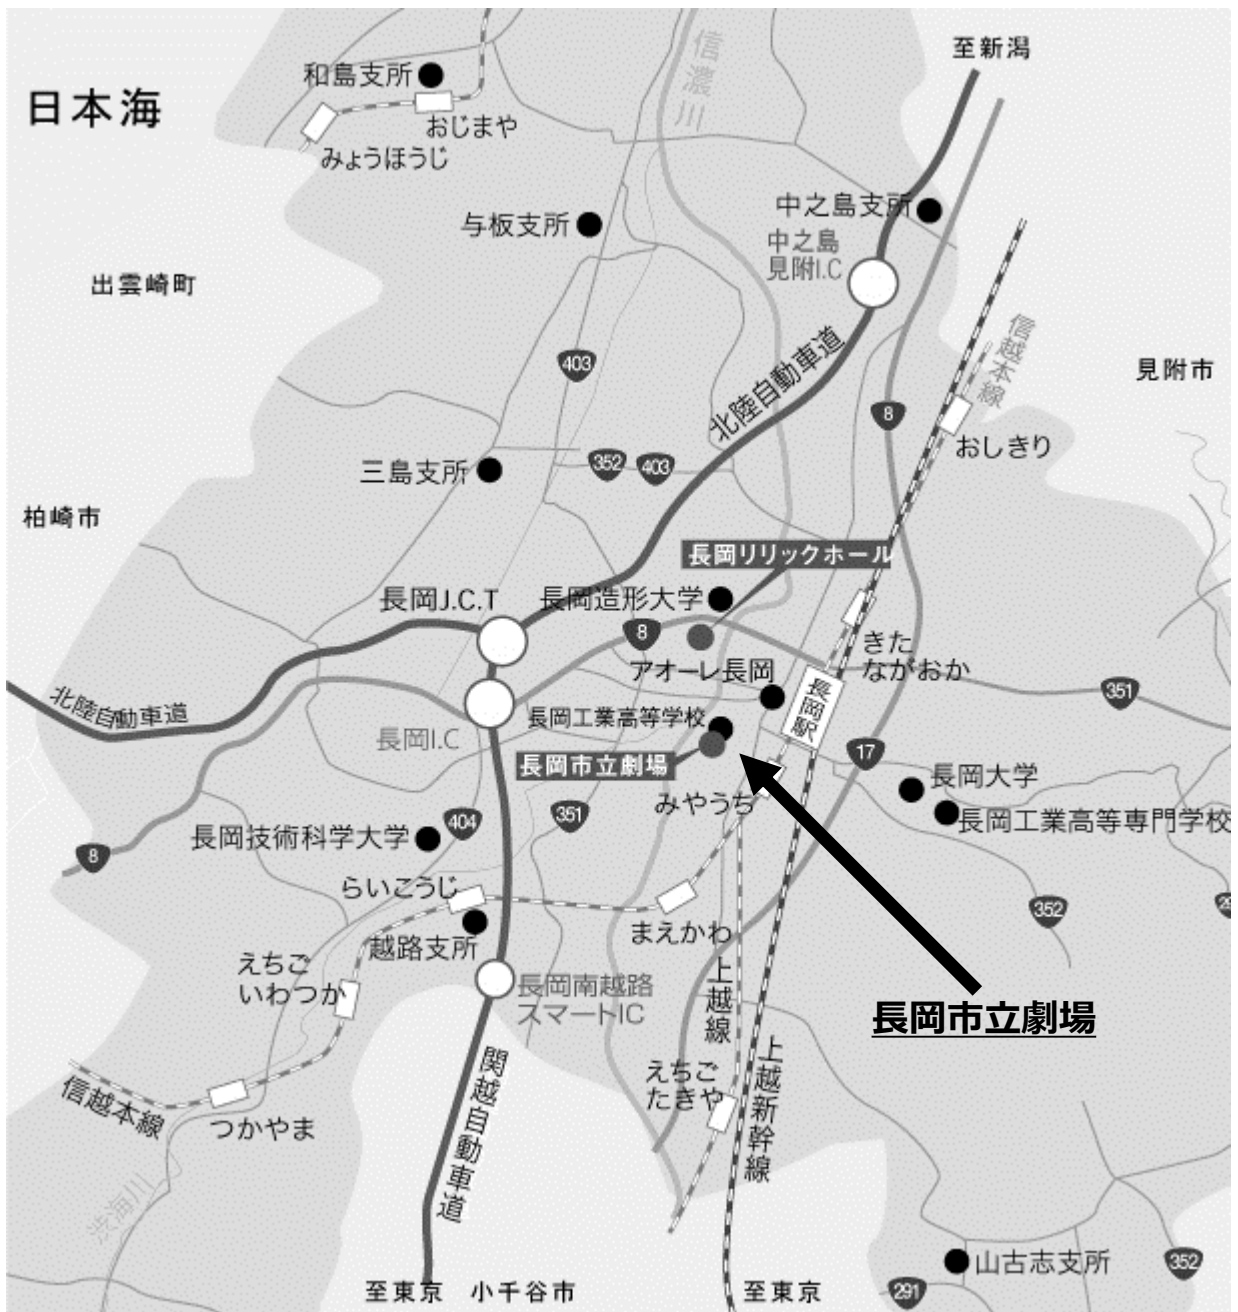 至新潟
信濃川
和島支所
日本海
おじまや
みょうほうじ
与板支所
中之島支所
中之島
見附I.C
出雲崎町
信越本線
403
北陸自動車道
見附市
8
おしきり
352
403
三島支所
柏崎市
長岡リリックホール
長岡J.C.T
長岡造形大学
8
きた
ながおか
アオーレ長岡
長岡駅
351
北陸自動車道
長岡I.C
長岡工業高等学校
長岡市立劇場
17
長岡大学
みやうち
長岡工業高等専門学校
404
351
長岡技術科学大学
8
らいこうじ
352
29
越路支所
まえかわ
えちご
いわつか
上越線
長岡南越路
スマートIC
長岡市立劇場
関越自動車道
上越新幹線
えちご
たきや
信越本線
つかやま
渋海川
山古志支所
352
291
至東京
小千谷市
至東京